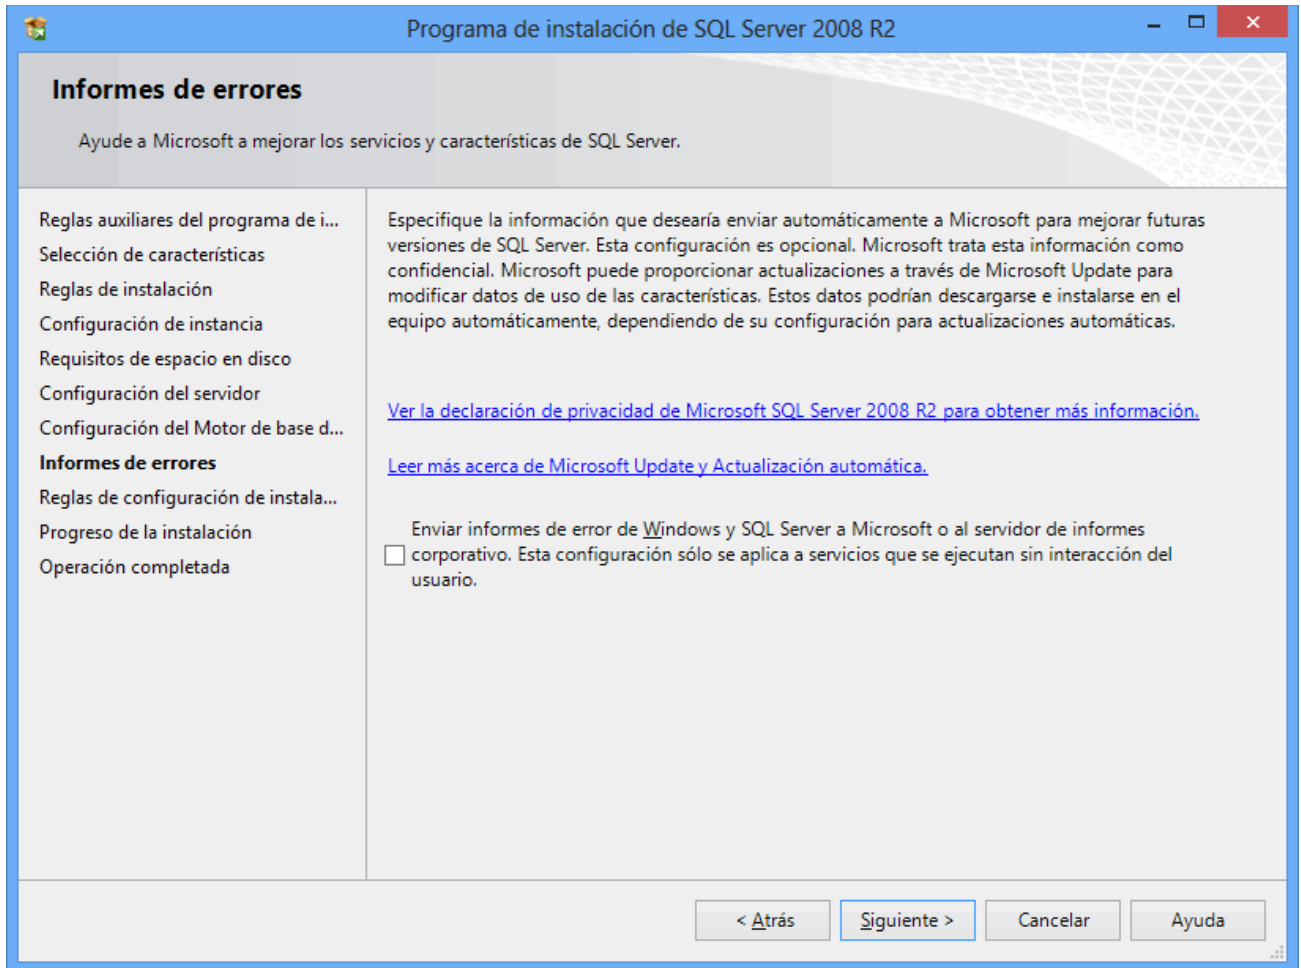 Programa de instalación de SQL Server 2008 R2
Informes de errores
Ayude a Microsoft a mejorar los servicios y características de SQL Server.
Reglas auxiliares del programa de i...
Selección de características
Reglas de instalación
Configuración de instancia
Requisitos de espacio en disco
Configuración del servidor
Configuración del Motor de base d...
Informes de errores
Reglas de configuración de instala...
Progreso de la instalación
Operación completada
Especifique la información que desearía enviar automáticamente a Microsoft para mejorar futuras
versiones de SQL Server. Esta configuración es opcional. Microsoft trata esta información como
confidencial. Microsoft puede proporcionar actualizaciones a través de Microsoft Update para
modificar datos de uso de las características. Estos datos podrían descargarse e instalarse en el
equipo automáticamente, dependiendo de su configuración para actualizaciones automáticas.
Ver la declaración de privacidad de Microsoft SQL Server 2008 R2 para obtener más información.
Leer más acerca de Microsoft Update y Actualización automática.
Enviar informes de error de Windows y SQL Server a Microsoft o al servidor de informes
corporativo. Esta configuración sólo se aplica a servicios que se ejecutan sin interacción del
usuario.
< Atrás
Siguiente >
Cancelar
Ayuda